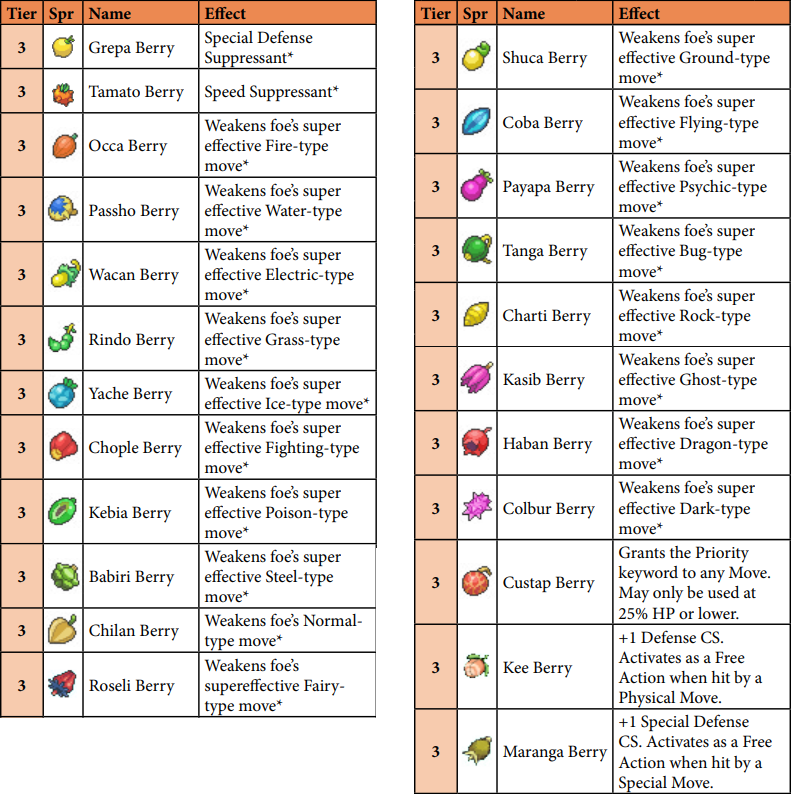 Tier Spr Name Effect
3 Grepa Berry Special Defense
Suppressant*
3 Tamato Berry Speed Suppressant*
3 Occa Berry Weakens foe's super
effective Fire-type
move*
3 Passho Berry Weakens foe's super
effective Water-type
move*
3 Wacan Berry Weakens foe's super
effective Electric-type
move*
3 Rindo Berry Weakens foe's super
effective Grass-type
move*
3 Yache Berry Weakens foe's super
effective Ice-type move*
3 Chople Berry Weakens foe's super
effective Fighting-type
move*
3 Kebia Berry Weakens foe's super
effective Poison-type
move*
3 Babiri Berry Weakens foe's super
effective Steel-type
move*
3 Chilan Berry Weakens foe's Normal-
type move*
3 Roseli Berry Weakens foe's
supereffective Fairy-
type move*
Tier Spr Name Effect
3 Shuca Berry Weakens foe's super
effective Ground-type
move*
3 Coba Berry Weakens foe's super
effective Flying-type
move*
3 Payapa Berry Weakens foe's super
effective Psychic-type
move*
3 Tanga Berry Weakens foe's super
effective Bug-type
move*
3 Charti Berry Weakens foe's super
effective Rock-type
move*
3 Kasib Berry Weakens foe's super
effective Ghost-type
move*
3 Haban Berry Weakens foe's super
effective Dragon-type
move*
3 Colbur Berry Weakens foe's super
effective Dark-type
move*
3 Custap Berry Grants the Priority
keyword to any Move.
May only be used at
25% HP or lower.
3 Kee Berry +1 Defense CS.
Activates as a Free
Action when hit by a
Physical Move.
3 Maranga Berry +1 Special Defense
CS. Activates as a Free
Action when hit by a
Special Move.